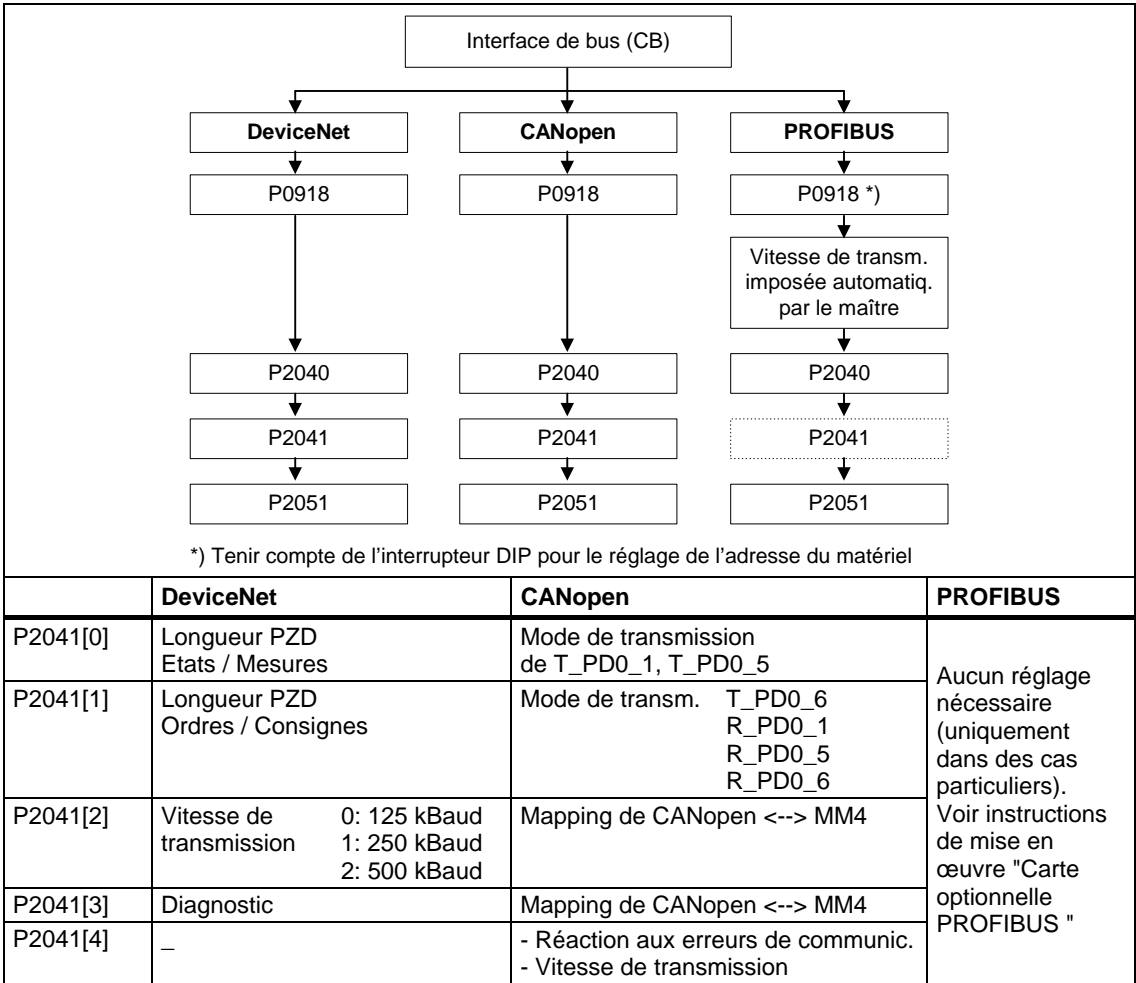 Interface de bus (CB)
DeviceNet CANopen PROFIBUS
P0918 P0918 P0918 *)
Vitesse de transm.
imposée automatiq.
par le maître
P2040 P2040 P2040
P2041 P2041 P2041
P2051 P2051 P2051
*) Tenir compte de l'interrupteur DIP pour le réglage de l'adresse du matériel
DeviceNet CANopen PROFIBUS
P2041[0]
Longueur PZD
Etats / Mesures
Mode de transmission
de T_PD0_1, T_PD0_5
P2041[1]
Longueur PZD
Ordres / Consignes
Mode de transm. T_PD0_6
R_PD0_1
R_PD0_5
R_PD0_6
P2041[2]
Vitesse de 0: 125 kBaud
transmission 1: 250 kBaud
2: 500 kBaud
Mapping de CANopen <--> MM4
P2041[3]
Diagnostic
Mapping de CANopen <--> MM4
P2041[4]
_
- Réaction aux erreurs de communic.
- Vitesse de transmission
Aucun réglage
nécessaire
(uniquement
dans des cas
particuliers).
Voir instructions
de mise en
œuvre "Carte
optionnelle
PROFIBUS "